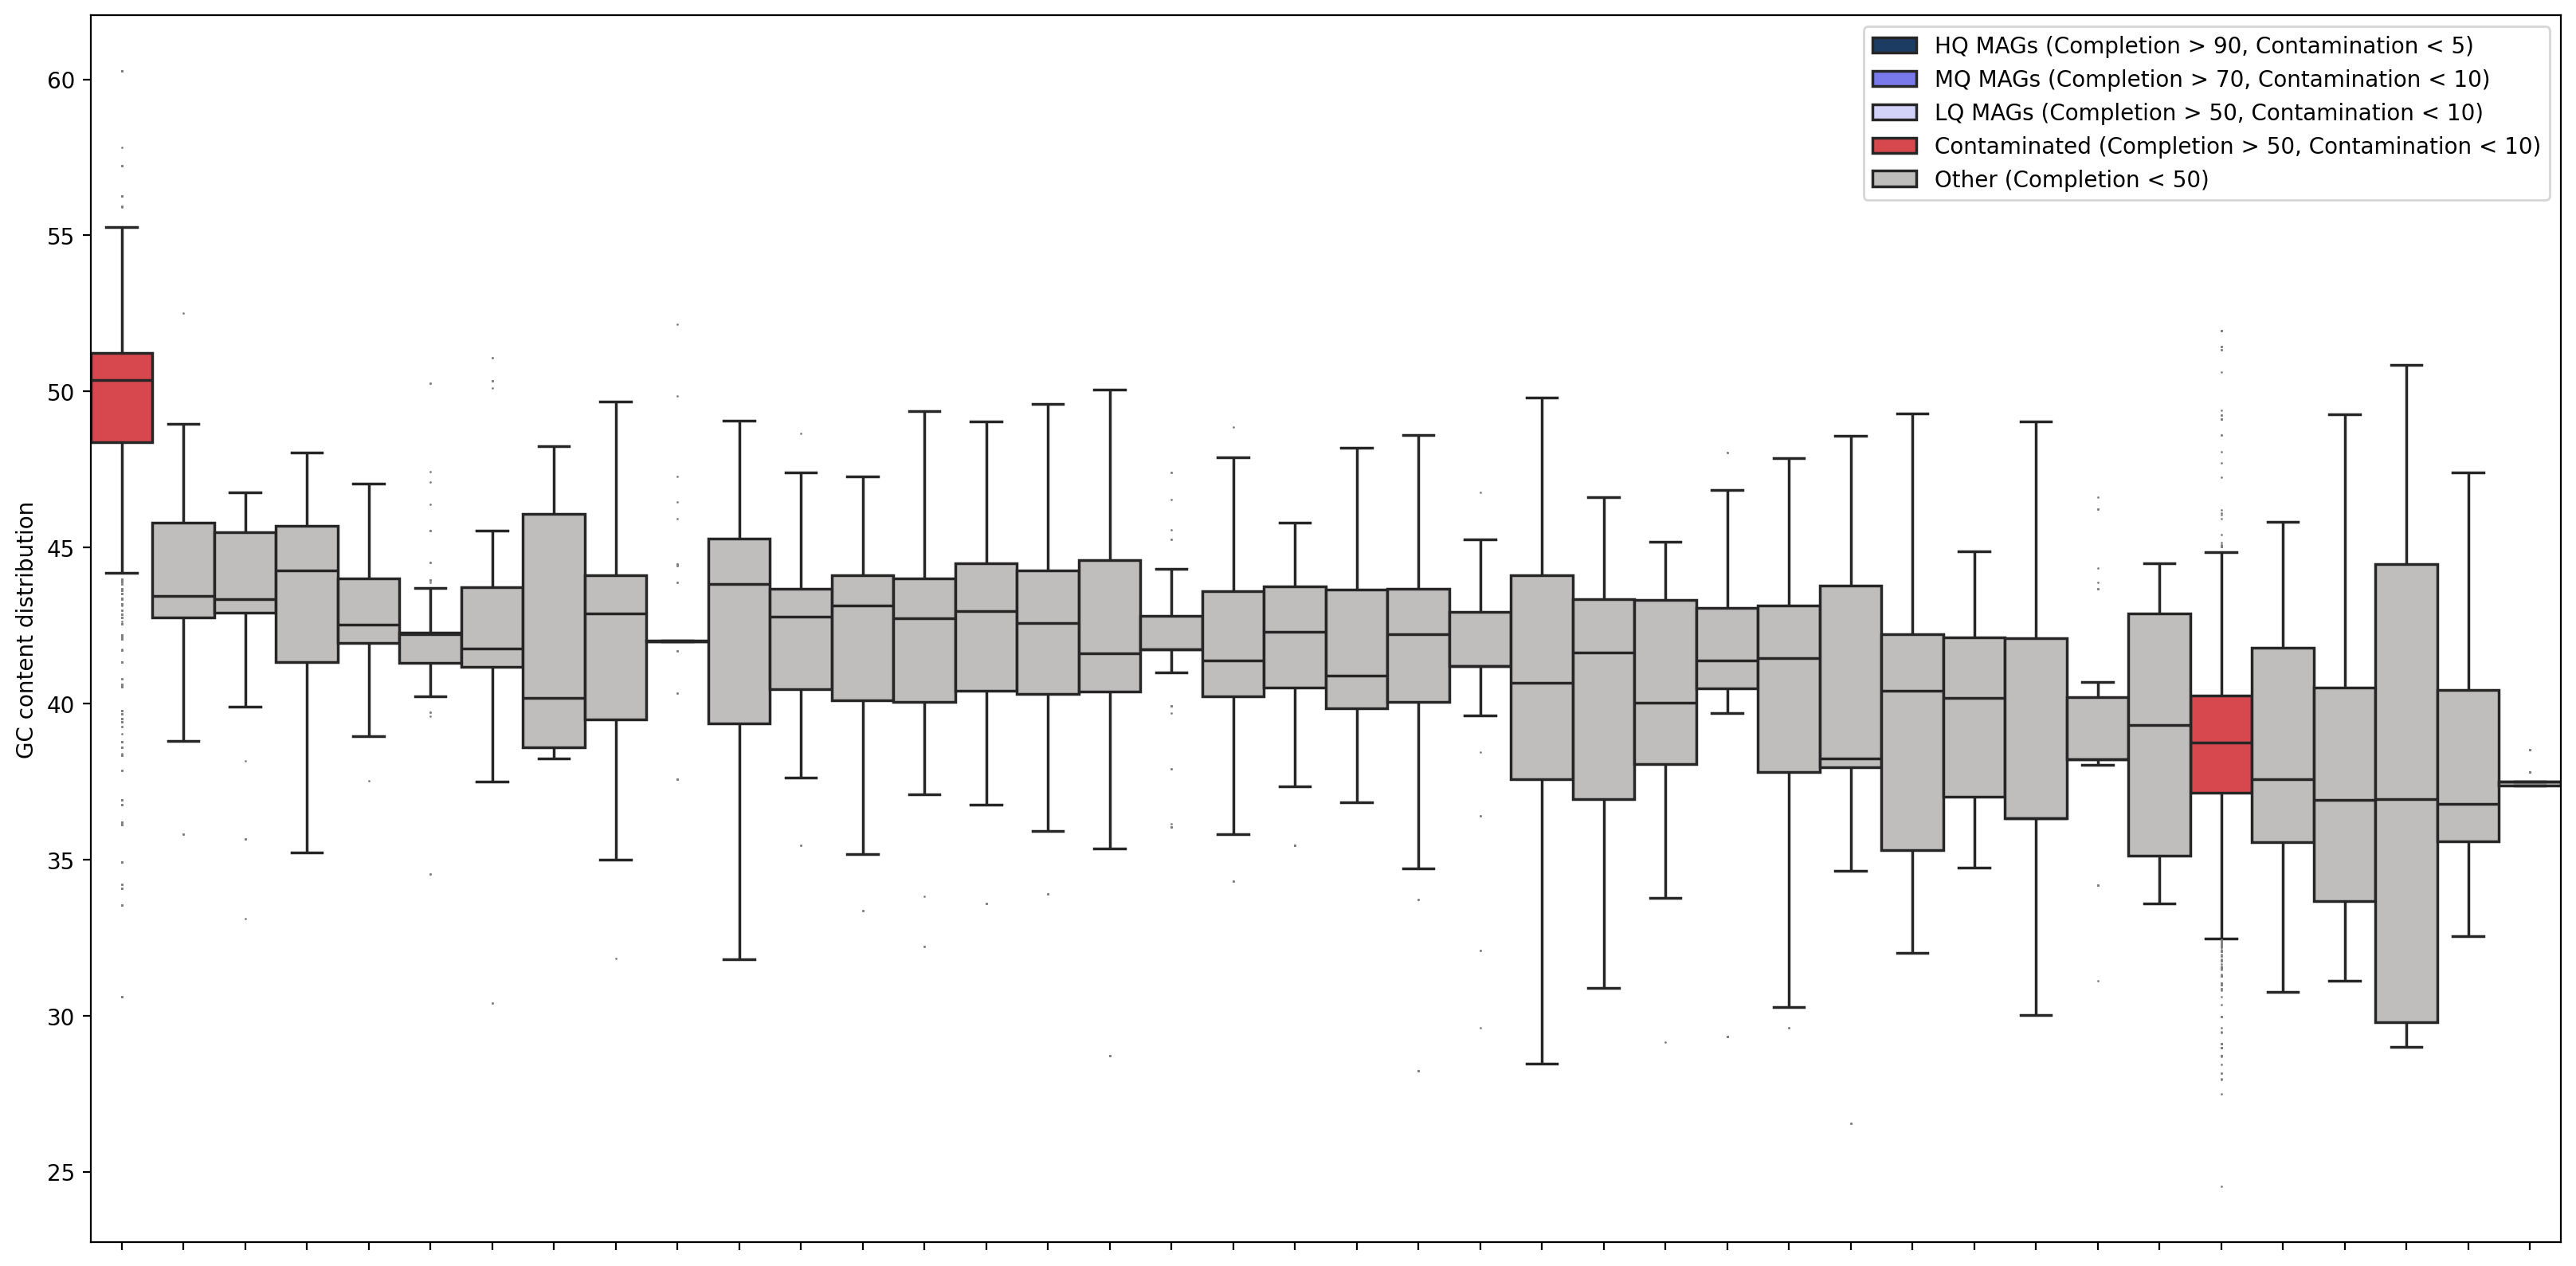 HQ MAGs (Completion > 90, Contamination < 5)
MQ MAGs (Completion > 70, Contamination < 10)
LQ MAGs (Completion > 50, Contamination < 10)
Contaminated (Completion > 50, Contamination < 10)
Other (Completion < 50)
GC content distribution
60
55
50
45
40
35
30
25